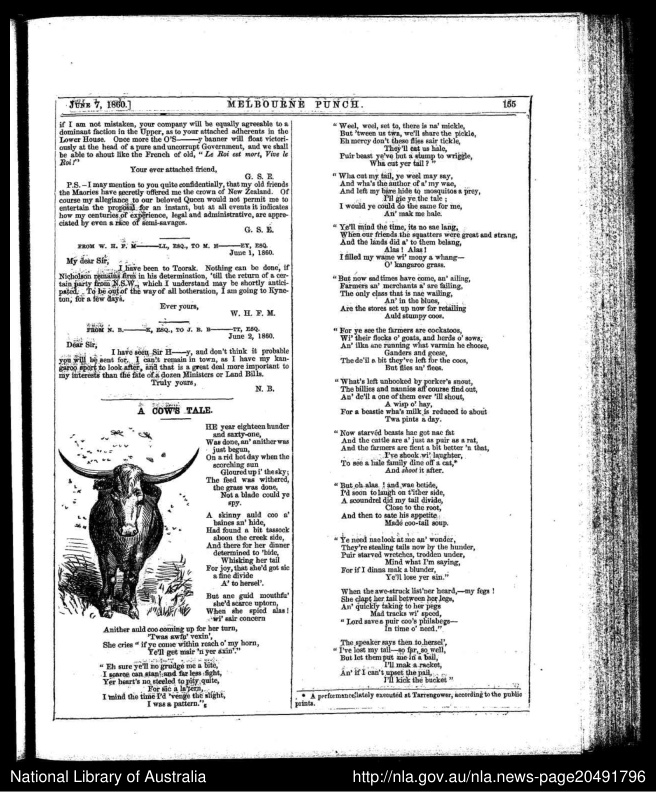 JUNE 7, 1860.]
MELBOURNE PUNCH.
165
if I am not mistaken, your company will be equally agreeable to a
dominant faction in the Upper, as to your attached adherents in the
Lower House. Once more the O'S——y banner will float victori-
ously at the head of a pure and uncorrupt Government, and we shall
be able to shout like the French of old, "Le Roi est mort, Vive le
Roi!"
Your ever attached friend,
G. S. E.
P.S.—I may mention to you quite confidentially, that my old friends
the Maories have secretly offered me the crown of New Zealand. Of
course my allegiance to our beloved Queen would not permit me to
entertain the proposal for an instant, but at all events it indicates
how my centuries of experience, legal and administrative, are appre-
ciated by even a race of semi-savages.
G. S. E.
FROM W. H. F. M——LL, ESQ., TO M. H——EY, ESQ.
June 1, 1860.
My dear Sir,
I have been to Toorak. Nothing can be done, if
Nicholson remains firm in his determination, 'till the return of a cer-
tain party from N.S.W., which I understand may be shortly antici-
pated. To be out of the way of all botheration, I am going to Kyne-
ton, for a few days.
Ever yours,
W. H. F. M.
FROM N. B.——E, ESQ., TO J. B. B——TT, ESQ.
June 2, 1860.
Dear Sir,
I have seen Sir H——y, and don't think it probable
you will be sent for. I can't remain in town, as I have my kan-
garoo sport to look after, and that is a great deal more important to
my interests than the fate of a dozen Ministers or Land Bills.
Truly yours,
N. B.
A COW'S TALE.
HE year eighteen hunder
and saxty-one,
Was done, an' anither was
just begun,
On a rid hot day when the
scorching sun
Gloured up i' the sky;
The feed was withered,
the grass was done,
Not a blade could ye
spy.
A skinny auld coo a'
baines an' hide,
Had found a bit tassock
aboon the creek side,
And there for her dinner
determined to 'bide,
Whisking her tail
For joy, that she'd got sic
a fine divide
A' to hersel'.
But ane guid mouthfu'
she'd scarce uptorn,
When she spied alas!
wi' sair concern
Anither auld coo coming up for her turn,
'Twas awfu' vexin',
She cries "if ye come within reach o' my horn,
Ye'll get mair 'n yer axin'."
"Eh sure ye'll no grudge me a bite,
I scarce can stan' and far less fight,
Yer heart's no steeled to pity quite,
For sic a la'tern,
I mind the time I'd 'venge the slight,
I was a pattern."
"Weel, weel, set to, there is na' mickle,
But 'tween us twa, we'll share the pickle,
Eh mercy don't these flies sair tickle,
They'll eat us hale,
Puir beast ye've but a stump to wriggle,
Wha cut yer tail?"
"Wha cut my tail, ye weel may say,
And wha's the author of a' my wae,
And left my bare hide to mosquitos a prey,
I'll gie ye the tale;
I would ye could do the same for me,
An' mak me hale.
"Ye'll mind the time, its no sae lang,
When our friends the squatters were great and strang,
And the lands did a' to them belang,
Alas! Alas!
I filled my wame wi' mony a whang—
O' kangaroo grass.
"But now sad times have come, an' ailing,
Farmers an' merchants a' are failing,
The only class that is nae wailing,
An' in the blues,
Are the stores set up now for retailing
Auld stumpy coos.
"For ye see the farmers are cockatoos,
Wi' their flocks o' goats, and herds o' sows,
An' ilka ane running what varmin he choose,
Ganders and geese,
The de'il a bit they've left for the coos,
But flies an' fleas.
"What's left unhooked by porker's snout,
The billies and nannies aff course find out,
An' de'il a one of them ever 'ill shout,
A wisp o' hay,
For a beastie wha's milk is reduced to about
Twa pints a day.
"Now starvéd beasts hae got nae fat
And the cattle are a' just as puir as a rat,
And the farmers are fient a bit better 'n that,
I've shook wi' laughter,
To see a hale family dine off a cat,*
And shoot it after.
"But oh alas! and wae betide,
I'd soon to laugh on t'ither side,
A scoundrel did my tail divide,
Close to the root,
And then to sate his appetite
Made coo-tail soup.
"Ye need nae look at me an' wonder,
They're stealing tails now by the hunder,
Puir starved wretches, trodden under,
Mind what I'm saying,
For if I dinna mak a blunder,
Ye'll lose yer ain."
When the awe-struck list'ner heard,—my fegs!
She clapt her tail between her legs,
An' quickly taking to her pegs
Mad tracks wi' speed,
"Lord save a puir coo's philabegs—
In time o' need."
The speaker says then to hersel',
"I've lost my tail—so far, so well,
But let them put me in a bail,
I'll mak a racket,
An' if I can't upset the pail,
I'll kick the bucket"
* A performance lately executed at Tarrengower, according to the public
prints.
National Library of Australia
http://nla.gov.au/nla.news-page20491796